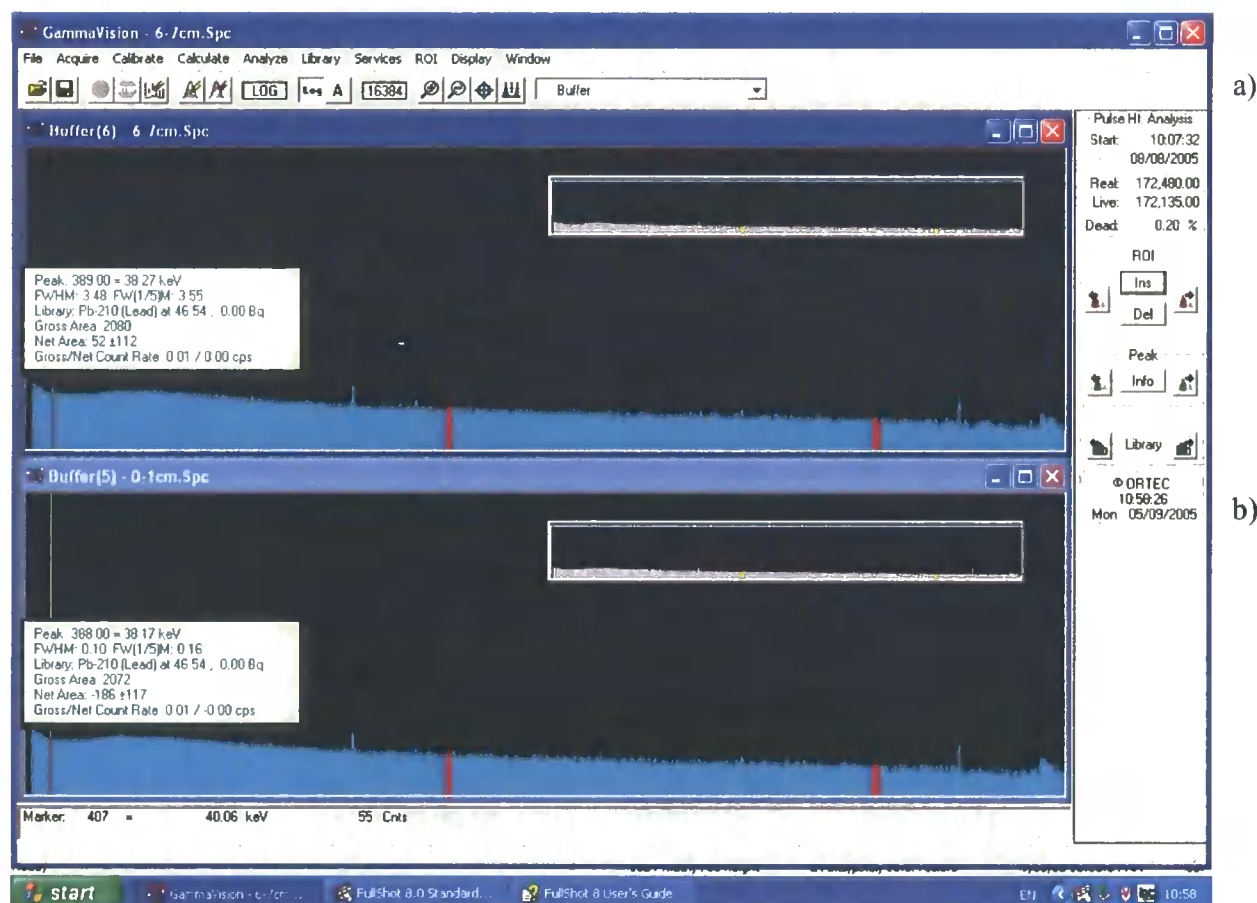 GammaVision - 6-7cm.Spc
File Acquire Calibrate Calculate Analyze Library Services ROI Display Window
LOG Log A 16384 Buffer
a)
Buffer(6) - 6-7cm.Spc
Peak: 389.00 = 38.27 keV
FWHM: 3.48 FW(1/5)M: 3.55
Library: Pb-210 (Lead) at 46.54 , 0.00 Bq
Gross Area: 2080
Net Area: 52 ±112
Gross/Net Count Rate: 0.01 / 0.00 cps
Pulse Ht. Analysis
Start: 10:07:32
08/08/2005
Real: 172,480.00
Live: 172,135.00
Dead: 0.20 %
ROI
Ins
Del
Peak
Info
Library
© ORTEC
10:58:26
Mon 05/09/2005
b)
Buffer(5) - 0-1cm.Spc
Peak: 388.00 = 38.17 keV
FWHM: 0.10 FW(1/5)M: 0.16
Library: Pb-210 (Lead) at 46.54 , 0.00 Bq
Gross Area: 2072
Net Area: -186 ±117
Gross/Net Count Rate: 0.01 / -0.00 cps
Marker: 407 = 40.06 keV 55 Cnts
start GammaVision - 6-7cm... FullShot 8.0 Standard... FullShot 8 User's Guide EN 10:58